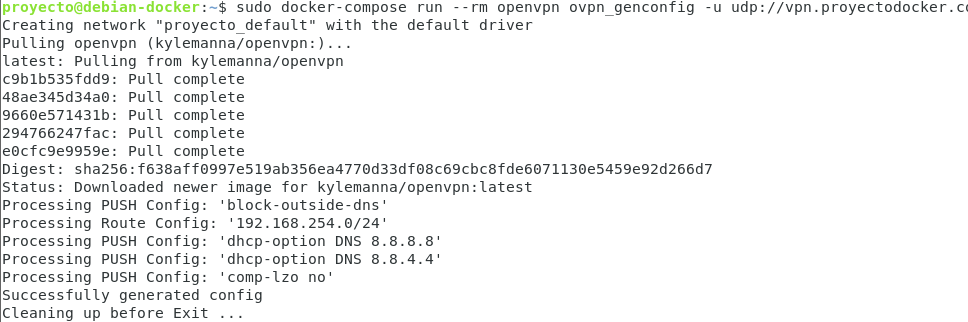 proyecto@debian-docker:~$ sudo docker-compose run --rm openvpn ovpn_genconfig -u udp://vpn.proyectodocker.co
Creating network "proyecto_default" with the default driver
Pulling openvpn (kylemanna/openvpn:)...
latest: Pulling from kylemanna/openvpn
c9b1b535fdd9: Pull complete
48ae345d34a0: Pull complete
9660e571431b: Pull complete
294766247fac: Pull complete
e0cfc9e9959e: Pull complete
Digest: sha256:f638aff0997e519ab356ea4770d33df08c69cbc8fde6071130e5459e92d266d7
Status: Downloaded newer image for kylemanna/openvpn:latest
Processing PUSH Config: 'block-outside-dns'
Processing Route Config: '192.168.254.0/24'
Processing PUSH Config: 'dhcp-option DNS 8.8.8.8'
Processing PUSH Config: 'dhcp-option DNS 8.8.4.4'
Processing PUSH Config: 'comp-lzo no'
Successfully generated config
Cleaning up before Exit ...